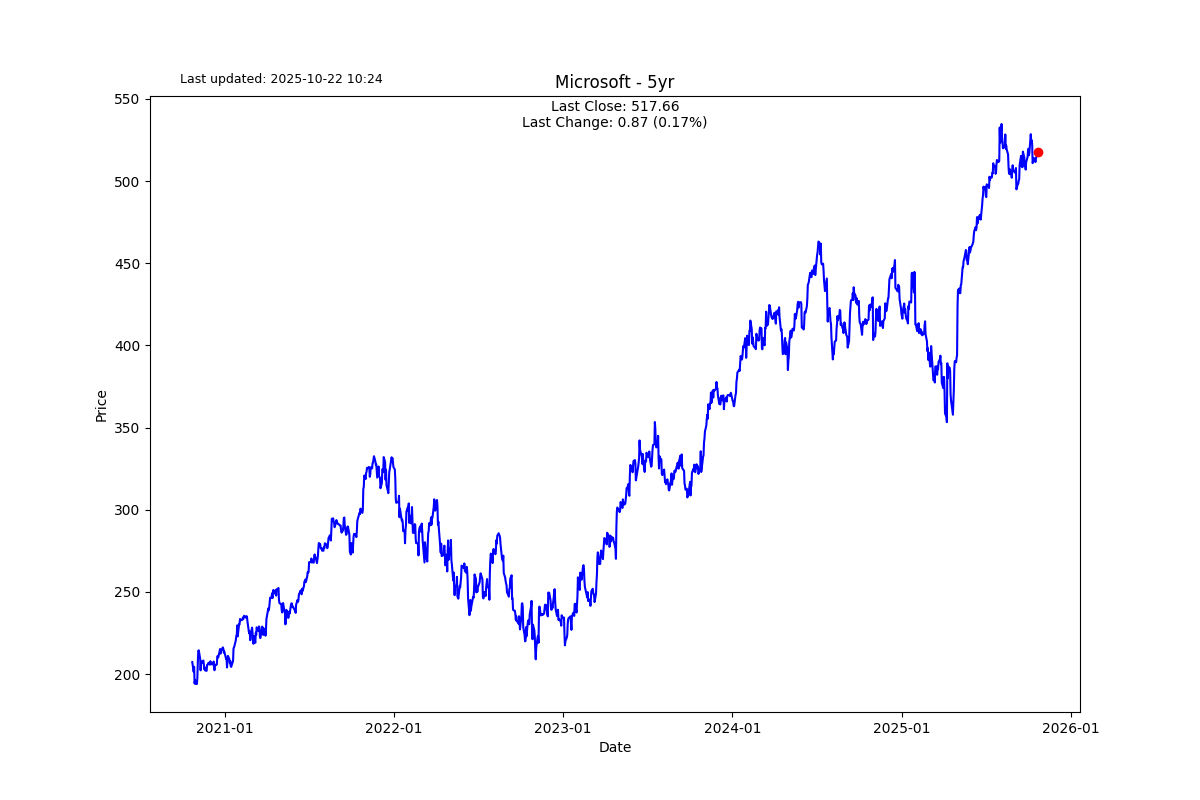 Last updated: 2025-10-22 10:24
Microsoft - 5yr
Last Close: 517.66
Last Change: 0.87 (0.17%)
550
500
450
400
350
300
250
200
Price
2021-01
2022-01
2023-01
2024-01
2025-01
2026-01
Date